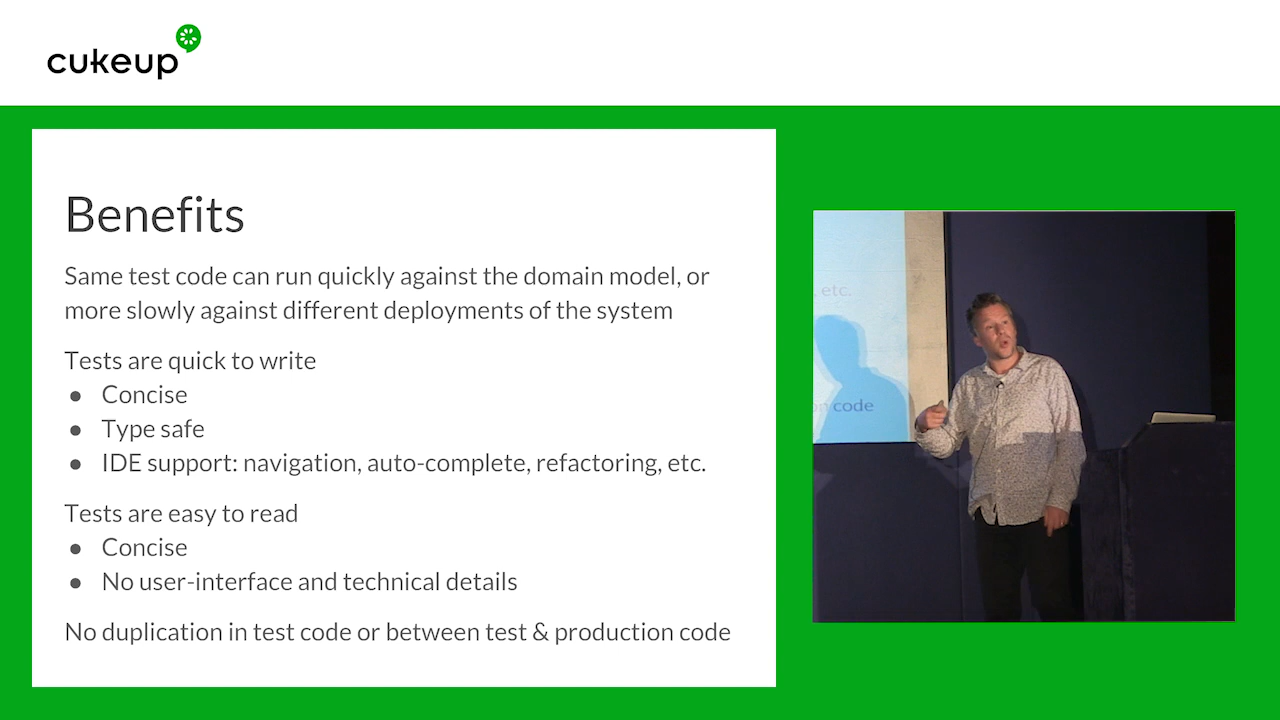 cukeup
Benefits
Same test code can run quickly against the domain model, or
more slowly against different deployments of the system
Tests are quick to write
● Concise
● Type safe
● IDE support: navigation, auto-complete, refactoring, etc.
Tests are easy to read
● Concise
● No user-interface and technical details
No duplication in test code or between test & production code
, etc.
on code